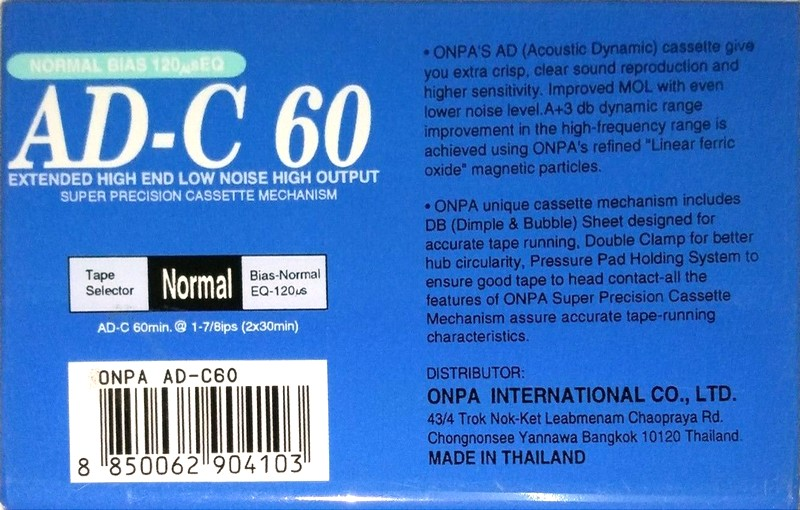 NORMAL BIAS 120µsEQ
AD-C 60
EXTENDED HIGH END LOW NOISE HIGH OUTPUT
SUPER PRECISION CASSETTE MECHANISM
Tape
Selector
Normal
Bias-Normal
EQ-120µs
AD-C 60min. @ 1-7/8ips (2x30min)
ONPA AD-C60
8 850062 904103
• ONPA'S AD (Acoustic Dynamic) cassette give
you extra crisp, clear sound reproduction and
higher sensitivity. Improved MOL with even
lower noise level.A+3 db dynamic range
improvement in the high-frequency range is
achieved using ONPA's refined "Linear ferric
oxide" magnetic particles.
• ONPA unique cassette mechanism includes
DB (Dimple & Bubble) Sheet designed for
accurate tape running, Double Clamp for better
hub circularity, Pressure Pad Holding System to
ensure good tape to head contact-all the
features of ONPA Super Precision Cassette
Mechanism assure accurate tape-running
characteristics.
DISTRIBUTOR:
ONPA INTERNATIONAL CO., LTD.
43/4 Trok Nok-Ket Leabmenam Chaopraya Rd.
Chongnonsee Yannawa Bangkok 10120 Thailand.
MADE IN THAILAND